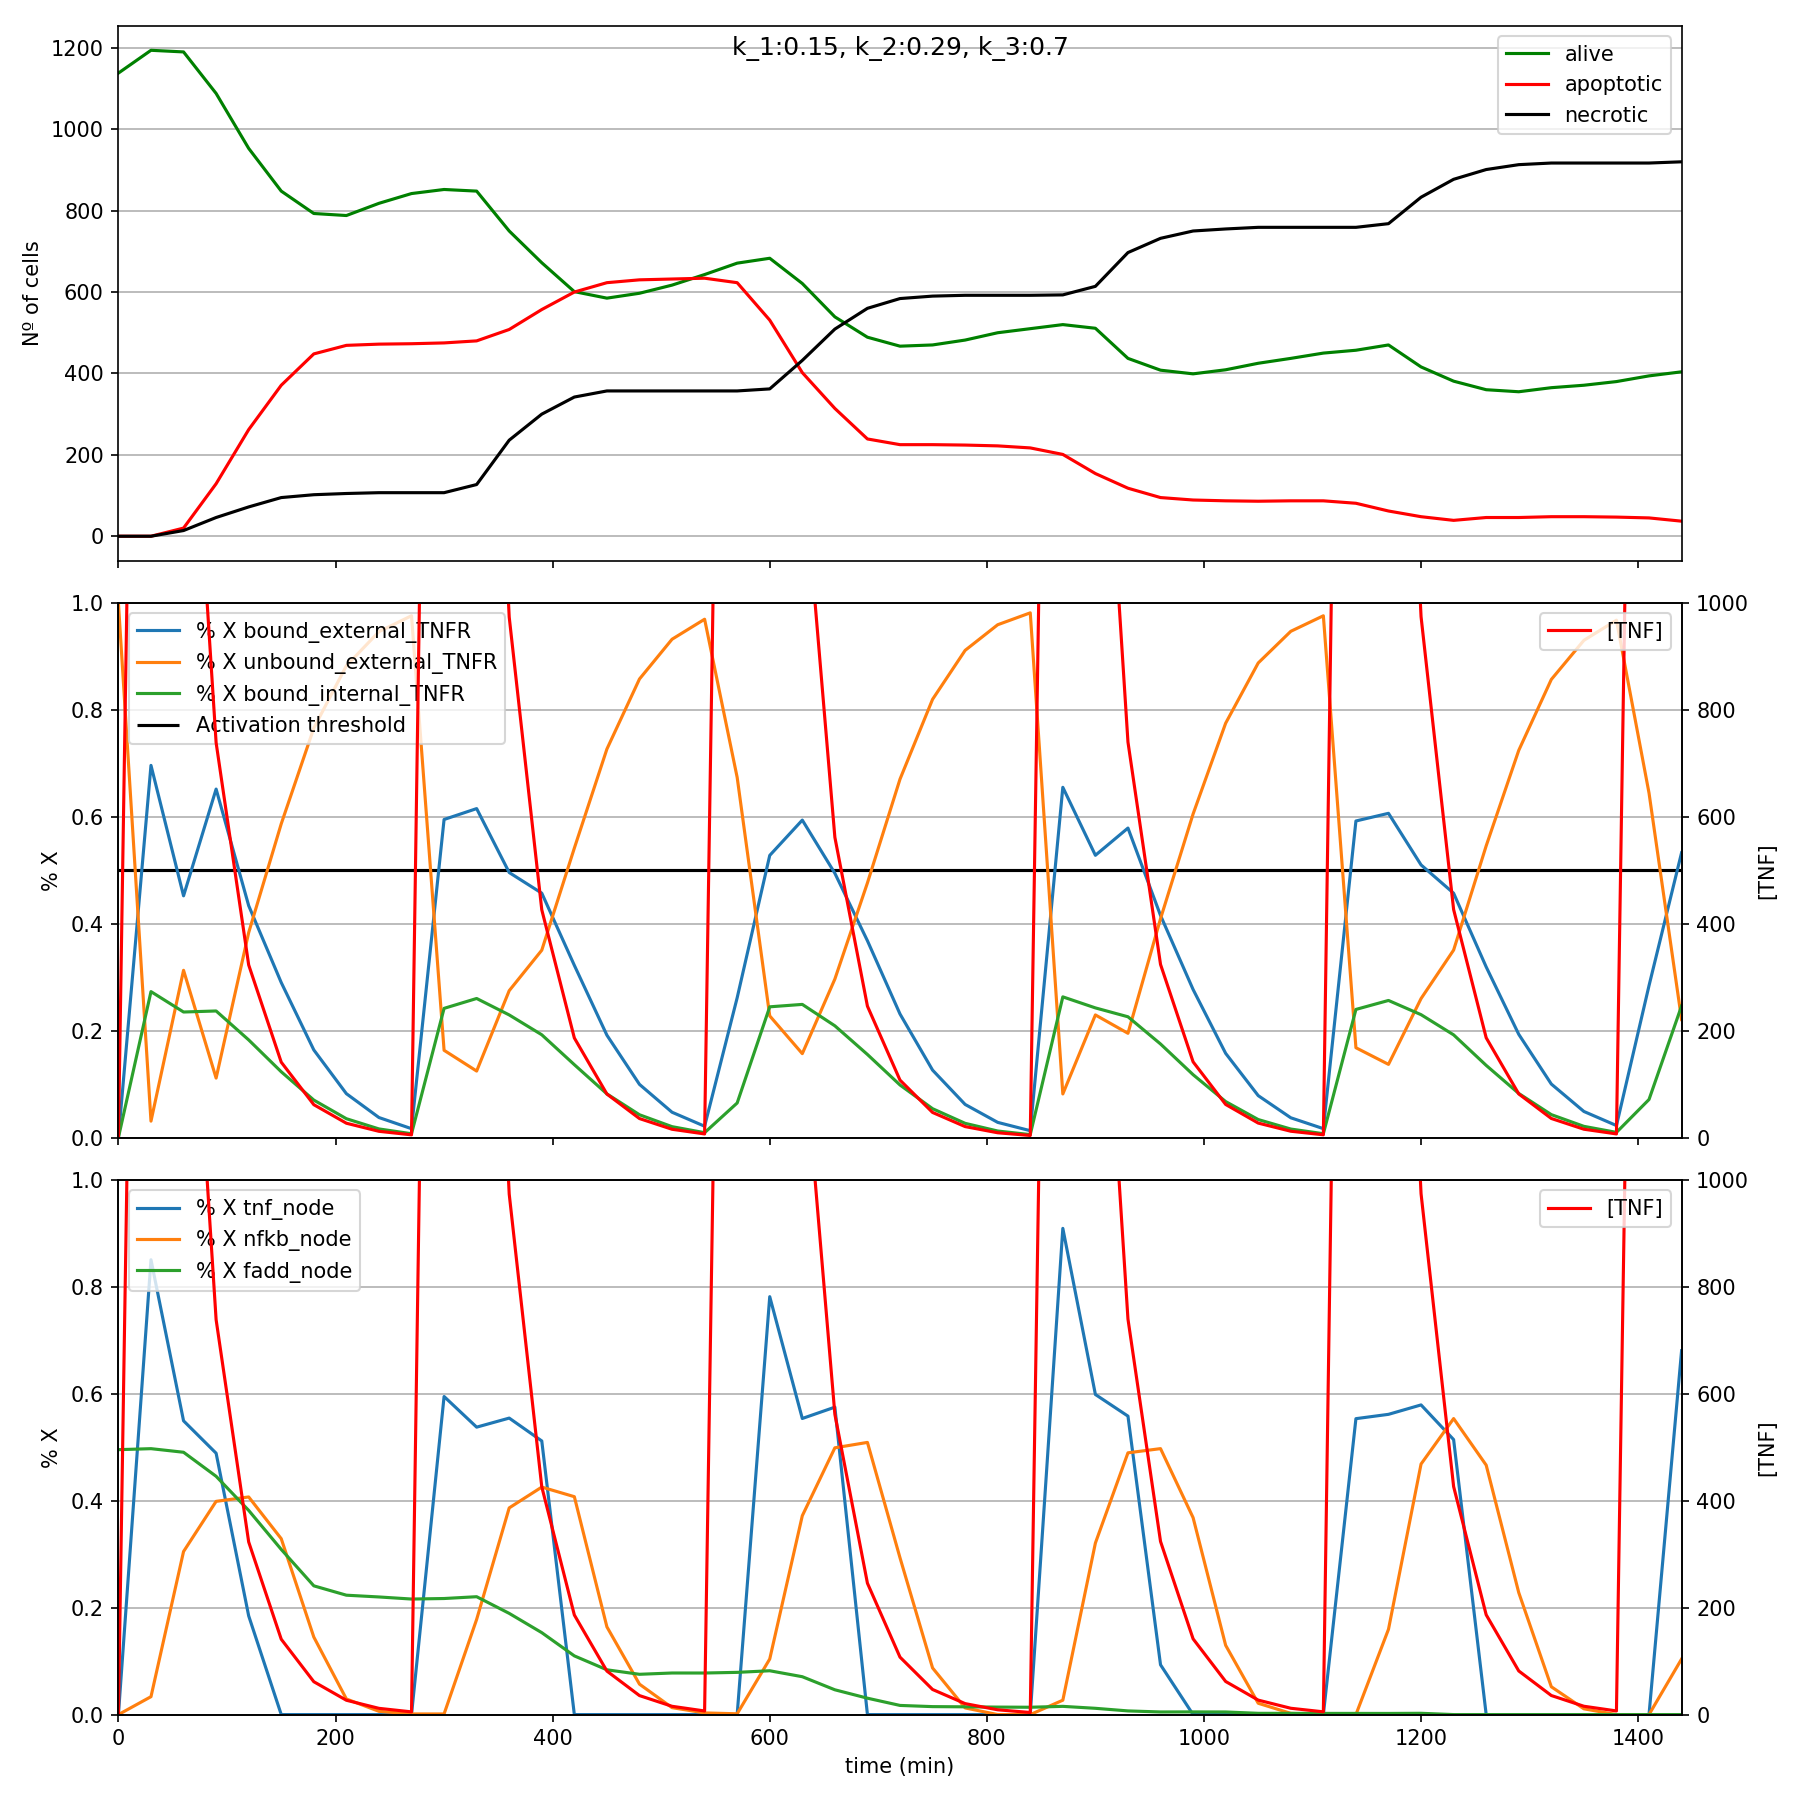 k_1:0.15, k_2:0.29, k_3:0.7
alive
apoptotic
necrotic
Nº of cells
1200
1000
800
600
400
200
0
% X bound_external_TNFR
% X unbound_external_TNFR
% X bound_internal_TNFR
Activation threshold
[TNF]
% X
1.0
0.8
0.6
0.4
0.2
0.0
1000
800
600
400
200
0
[TNF]
% X tnf_node
% X nfkb_node
% X fadd_node
[TNF]
% X
1.0
0.8
0.6
0.4
0.2
0.0
1000
800
600
400
200
0
[TNF]
0 200 400 600 800 1000 1200 1400
time (min)